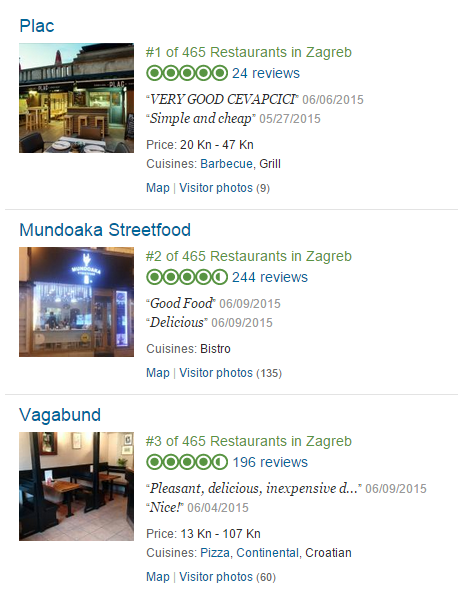 Plac
#1 of 465 Restaurants in Zagreb
24 reviews
“VERY GOOD CEVAPCICI” 06/06/2015
“Simple and cheap” 05/27/2015
Price: 20 Kn - 47 Kn
Cuisines: Barbecue, Grill
Map | Visitor photos (9)
Mundoaka Streetfood
MUNDOAKA
#2 of 465 Restaurants in Zagreb
244 reviews
“Good Food” 06/09/2015
“Delicious” 06/09/2015
Cuisines: Bistro
Map | Visitor photos (135)
Vagabund
#3 of 465 Restaurants in Zagreb
196 reviews
“Pleasant, delicious, inexpensive d...” 06/09/2015
“Nice!” 06/04/2015
Price: 13 Kn - 107 Kn
Cuisines: Pizza, Continental, Croatian
Map | Visitor photos (60)